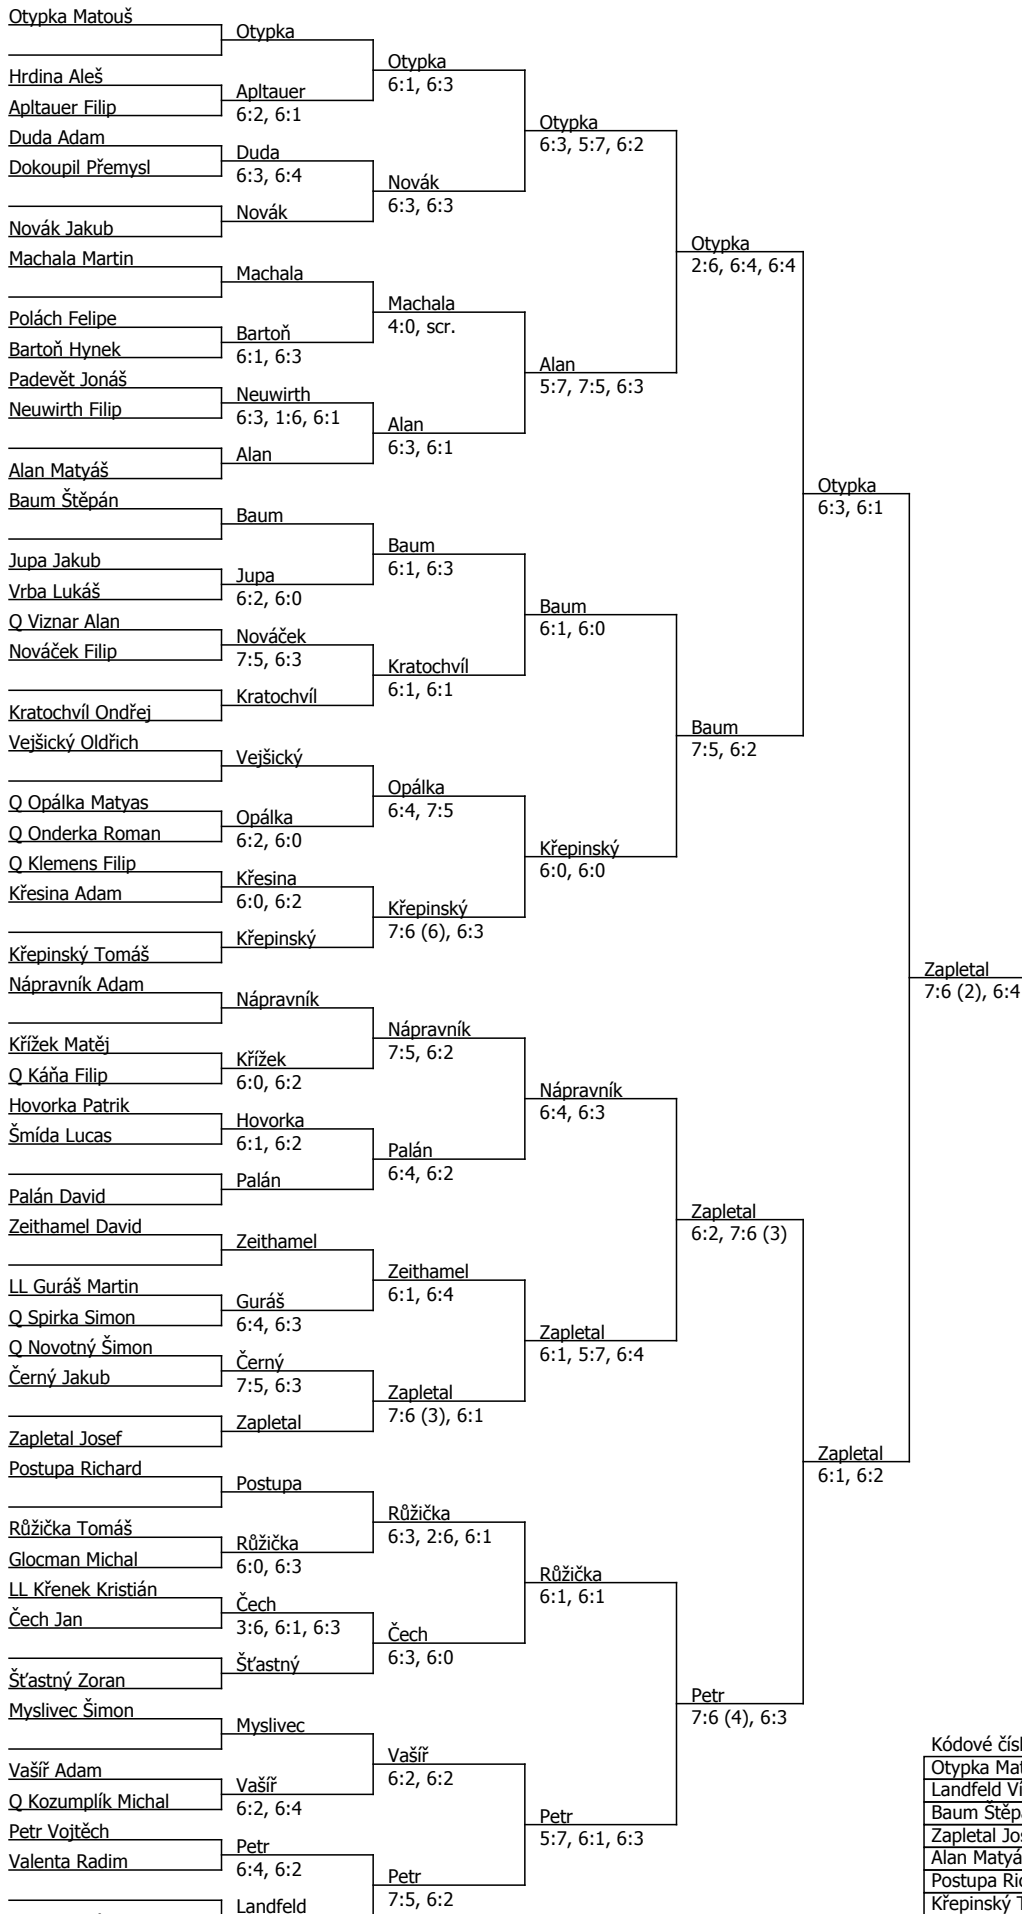 Otypka Matouš
Hrdina Aleš
Apltauer Filip
Duda Adam
Dokoupil Přemysl
Novák Jakub
Machala Martin
Polách Felipe
Bartoň Hynek
Padevět Jonáš
Neuwirth Filip
Alan Matyáš
Baum Štěpán
Jupa Jakub
Vrba Lukáš
Q Viznar Alan
Nováček Filip
Kratochvíl Ondřej
Vejšický Oldřich
Q Opálka Matyas
Q Onderka Roman
Q Klemens Filip
Křesina Adam
Křepinský Tomáš
Nápravník Adam
Křížek Matěj
Q Káňa Filip
Hovorka Patrik
Šmída Lucas
Palán David
Zeithamel David
LL Guráš Martin
Q Spirka Simon
Q Novotný Šimon
Černý Jakub
Zapletal Josef
Postupa Richard
Růžička Tomáš
Glocman Michal
LL Křenek Kristián
Čech Jan
Šťastný Zoran
Myslivec Šimon
Vašíř Adam
Q Kozumplík Michal
Petr Vojtěch
Valenta Radim
Otypka
Apltauer
6:2, 6:1
Duda
6:3, 6:4
Novák
Machala
Bartoň
6:1, 6:3
Neuwirth
6:3, 1:6, 6:1
Alan
Baum
Jupa
6:2, 6:0
Nováček
7:5, 6:3
Kratochvíl
Vejšický
Opálka
6:2, 6:0
Křesina
6:0, 6:2
Křepinský
Nápravník
Křížek
6:0, 6:2
Hovorka
6:1, 6:2
Palán
Zeithamel
Guráš
6:4, 6:3
Černý
7:5, 6:3
Zapletal
Postupa
Růžička
6:0, 6:3
Čech
3:6, 6:1, 6:3
Šťastný
Myslivec
Vašíř
6:2, 6:4
Petr
6:4, 6:2
Landfeld
Otypka
6:1, 6:3
Novák
6:3, 6:3
Machala
4:0, scr.
Alan
6:3, 6:1
Baum
6:1, 6:3
Kratochvíl
6:1, 6:1
Opálka
6:4, 7:5
Křepinský
7:6 (6), 6:3
Nápravník
7:5, 6:2
Palán
6:4, 6:2
Zeithamel
6:1, 6:4
Zapletal
7:6 (3), 6:1
Růžička
6:3, 2:6, 6:1
Čech
6:3, 6:0
Vašíř
6:2, 6:2
Petr
7:5, 6:2
Otypka
6:3, 5:7, 6:2
Alan
5:7, 7:5, 6:3
Baum
6:1, 6:0
Křepinský
6:0, 6:0
Nápravník
6:4, 6:3
Zapletal
6:1, 5:7, 6:4
Růžička
6:1, 6:1
Petr
5:7, 6:1, 6:3
Otypka
2:6, 6:4, 6:4
Baum
7:5, 6:2
Zapletal
6:2, 7:6 (3)
Petr
7:6 (4), 6:3
Otypka
6:3, 6:1
Zapletal
6:1, 6:2
Zapletal
7:6 (2), 6:4
Kódové čísl
Otypka Mat
Landfeld Ví
Baum Štěpá
Zapletal Jos
Alan Matyá
Postupa Ric
Křepinský T